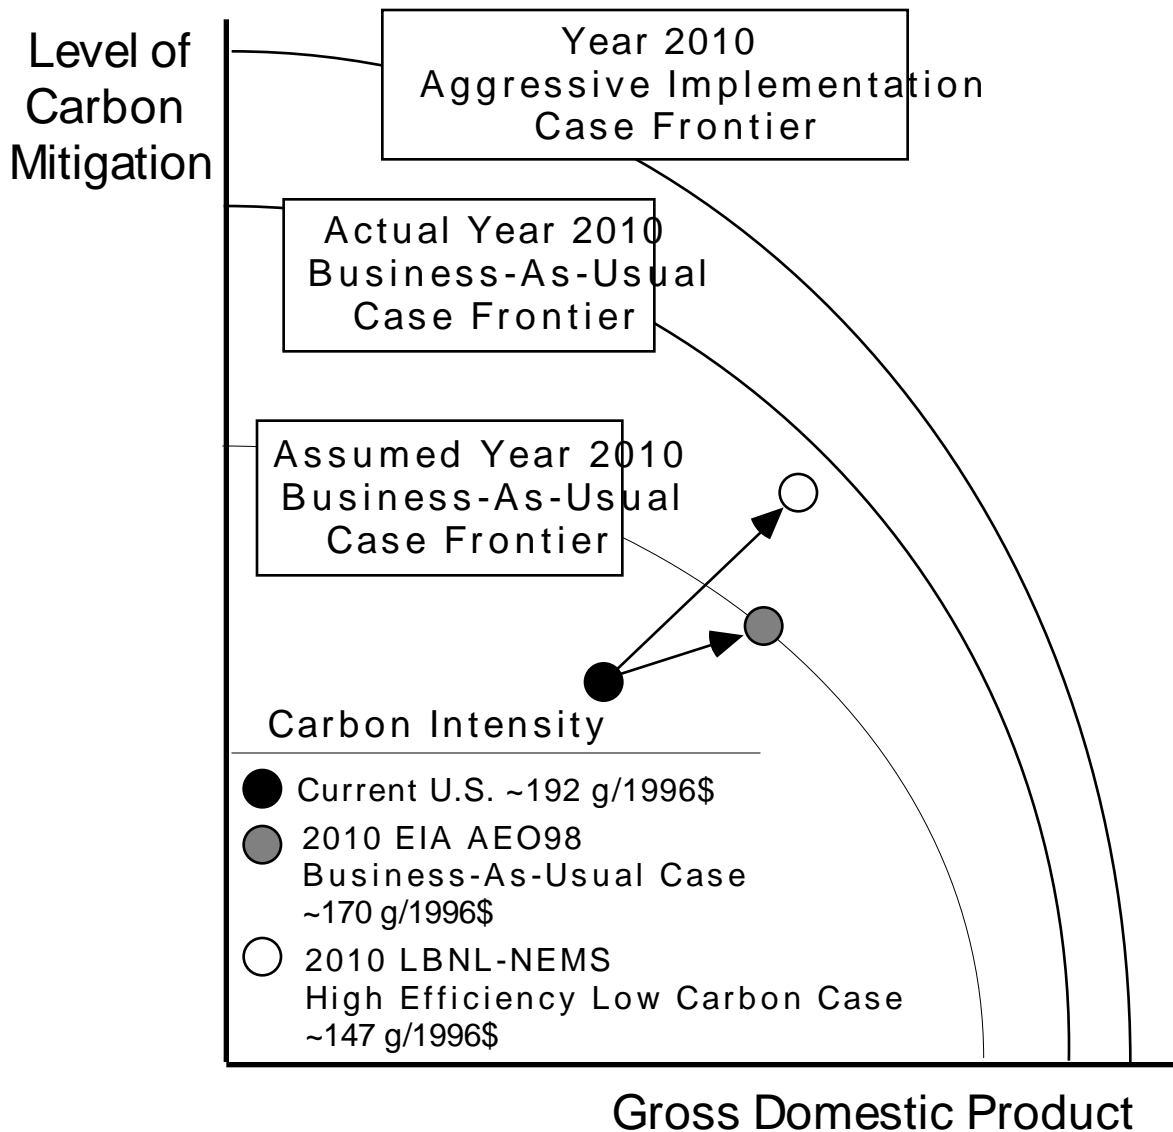 Level of
Carbon
Mitigation
Year 2010
Aggressive Implementation
Case Frontier
Actual Year 2010
Business-As-Usual
Case Frontier
Assumed Year 2010
Business-As-Usual
Case Frontier
Carbon Intensity
Current U.S. ~192 g/1996$
2010 EIA AEO98
Business-As-Usual Case
~170 g/1996$
2010 LBNL-NEMS
High Efficiency Low Carbon Case
~147 g/1996$
Gross Domestic Product